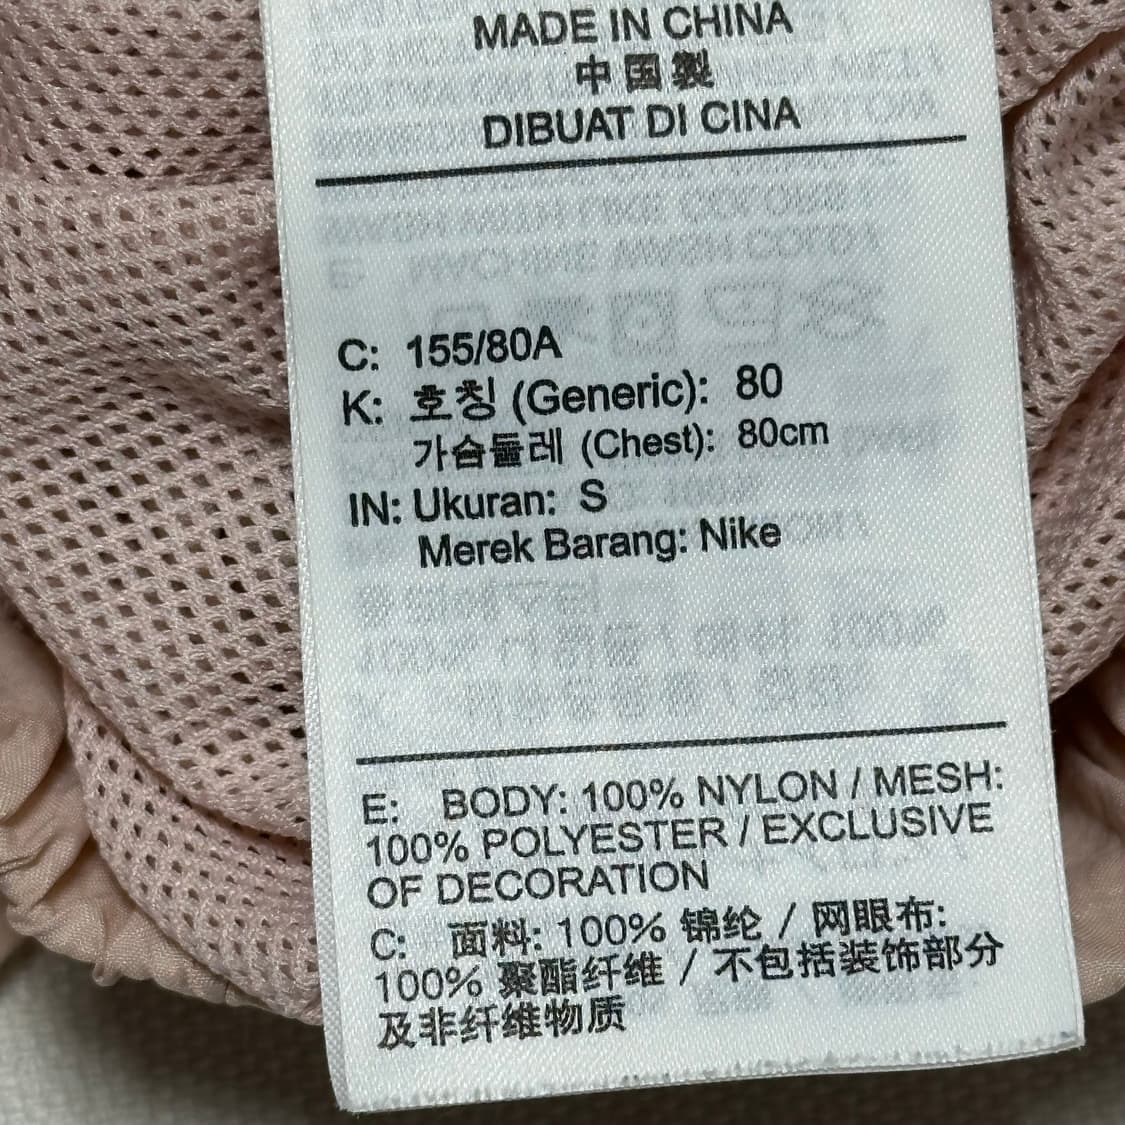 MADE IN CHINA
中国製
DIBUAT DI CINA
C: 155/80A
K: 호칭 (Generic): 80
가슴둘레 (Chest): 80cm
IN: Ukuran: S
Merek Barang: Nike
E: BODY: 100% NYLON / MESH:
100% POLYESTER / EXCLUSIVE
OF DECORATION
C: 面料: 100% 锦纶 / 网眼布:
100% 聚酯纤维 / 不包括装饰部分
及非纤维物质